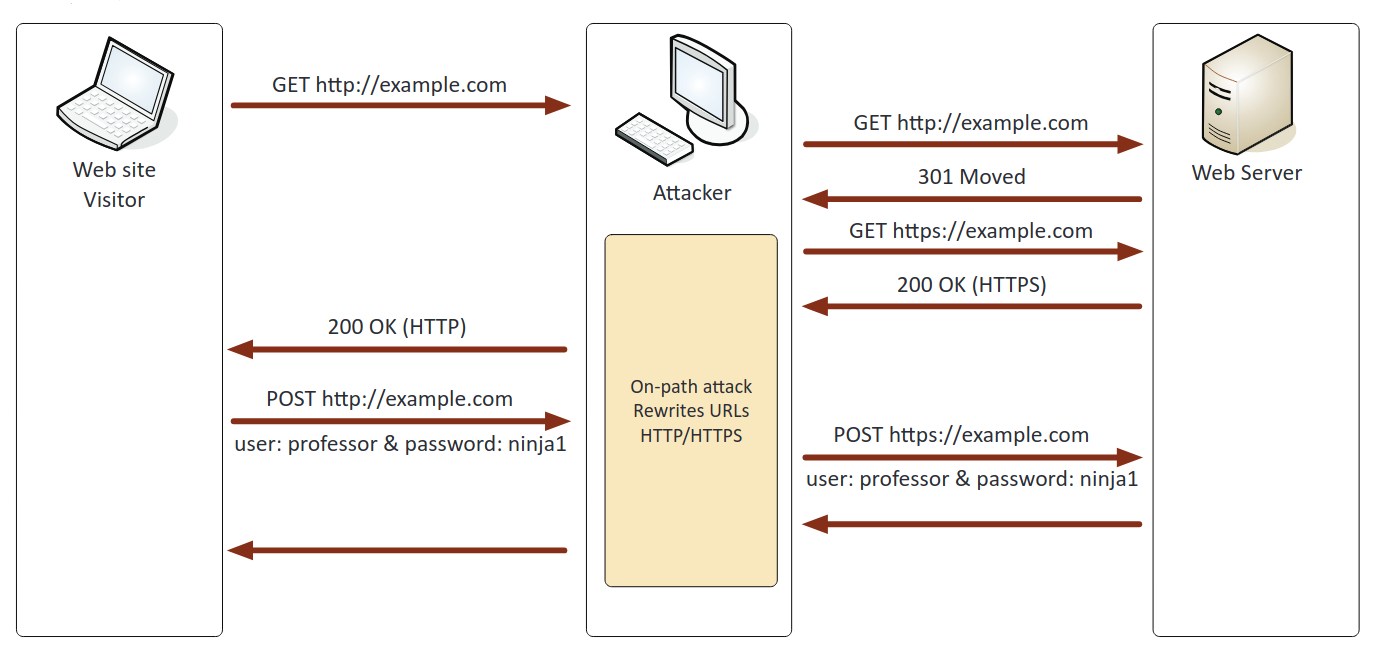 GET http://example.com
Web site
Visitor
Attacker
GET http://example.com
301 Moved
GET https://example.com
200 OK (HTTPS)
Web Server
200 OK (HTTP)
POST http://example.com
user: professor & password: ninja1
On-path attack
Rewrites URLs
HTTP/HTTPS
POST https://example.com
user: professor & password: ninja1